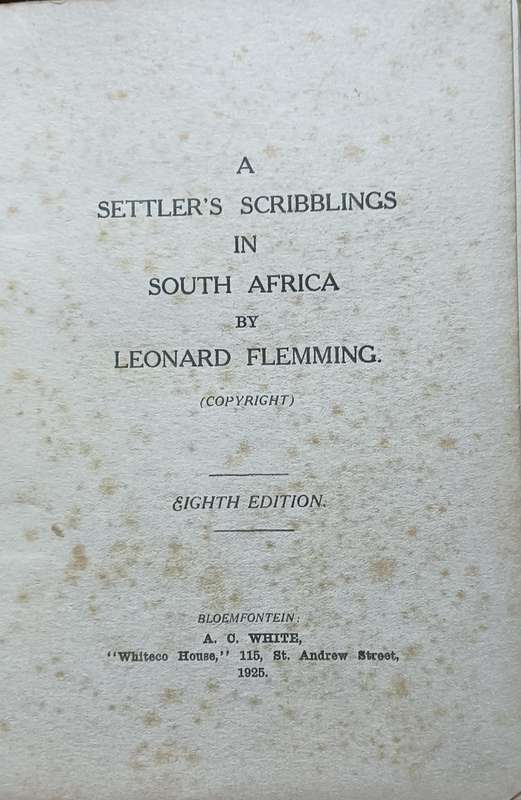 A
SETTLER'S SCRIBBLINGS
IN
SOUTH AFRICA
BY
LEONARD FLEMMING.
(COPYRIGHT)
EIGHTH EDITION.
BLOEMFONTEIN:
A. C. WHITE,
"Whiteco House," 115, St. Andrew Street,
1925.